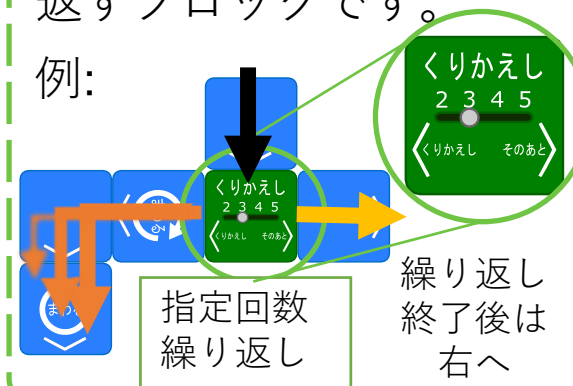 返すブロックです。
例:
くりかえし
2 3 4 5
くりかえし そのあと
くりかえし
2 3 4 5
くりかえし そのあと
指定回数
繰り返し
繰り返し
終了後は
右へ